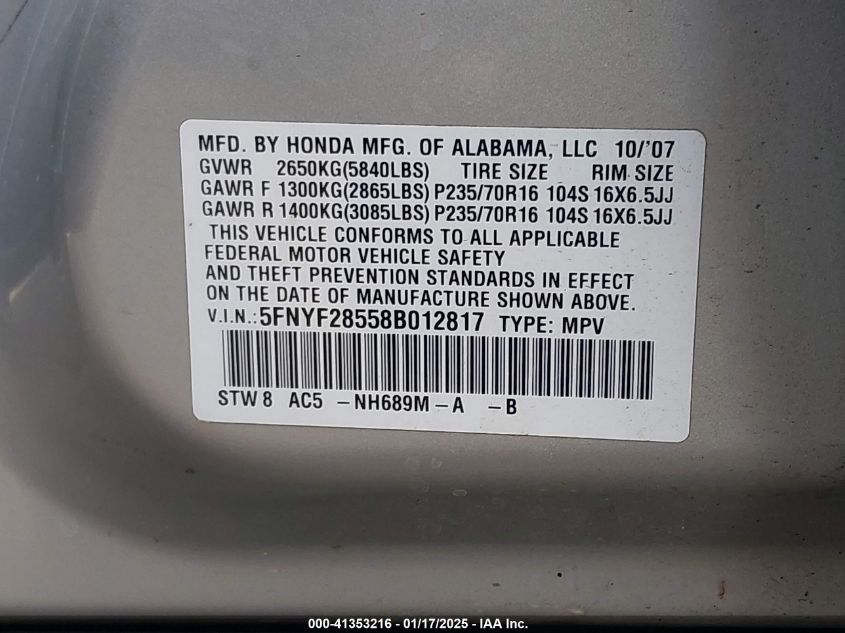 MFD. BY HONDA MFG. OF ALABAMA, LLC 10/'07
GVWR 2650KG(5840LBS) TIRE SIZE RIM SIZE
GAWR F 1300KG(2865LBS) P235/70R16 104S 16X6.5JJ
GAWR R 1400KG(3085LBS) P235/70R16 104S 16X6.5JJ
THIS VEHICLE CONFORMS TO ALL APPLICABLE
FEDERAL MOTOR VEHICLE SAFETY
AND THEFT PREVENTION STANDARDS IN EFFECT
ON THE DATE OF MANUFACTURE SHOWN ABOVE.
V.I.N.: 5FNYF28558B012817 TYPE: MPV
STW8 AC5 -NH689M-A -B
000-41353216 - 01/17/2025 - IAA Inc.